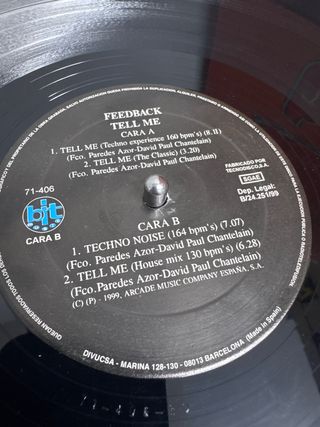 FEEDBACK
TELL ME
CARA A
1. TELL ME (Techno experience 160 bpm's) (8.11)
(Fco. Paredes Azor-David Paul Chantelain)
2. TELL ME (The Classic) (3.20)
(Fco. Paredes Azor-David Paul Chantelain)
71-406
bit
CARA B
FABRICADO POR
TECNODISCO, S.A.
SGAE
Dep. Legal:
B/24.251/99
CARA B
1. TECHNO NOISE (164 bpm's) (7.07)
(Fco. Paredes Azor-David Paul Chantelain)
2. TELL ME (House mix 130 bpm's) (6.28)
(Fco. Paredes Azor-David Paul Chantelain)
(C) (P) - 1999, ARCADE MUSIC COMPANY ESPAÑA, S.A.
DIVUCSA - MARINA 128-130 - 08013 BARCELONA (Made in Spain)
QUEDAN RESERVADOS TODOS LOS